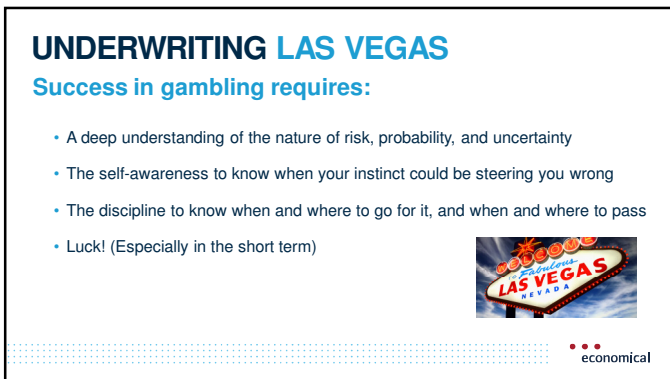 UNDERWRITING LAS VEGAS
Success in gambling requires:
• A deep understanding of the nature of risk, probability, and uncertainty
• The self-awareness to know when your instinct could be steering you wrong
• The discipline to know when and where to go for it, and when and where to pass
• Luck! (Especially in the short term)
WELCOME
To Fabulous
LAS VEGAS
NEVADA
economical